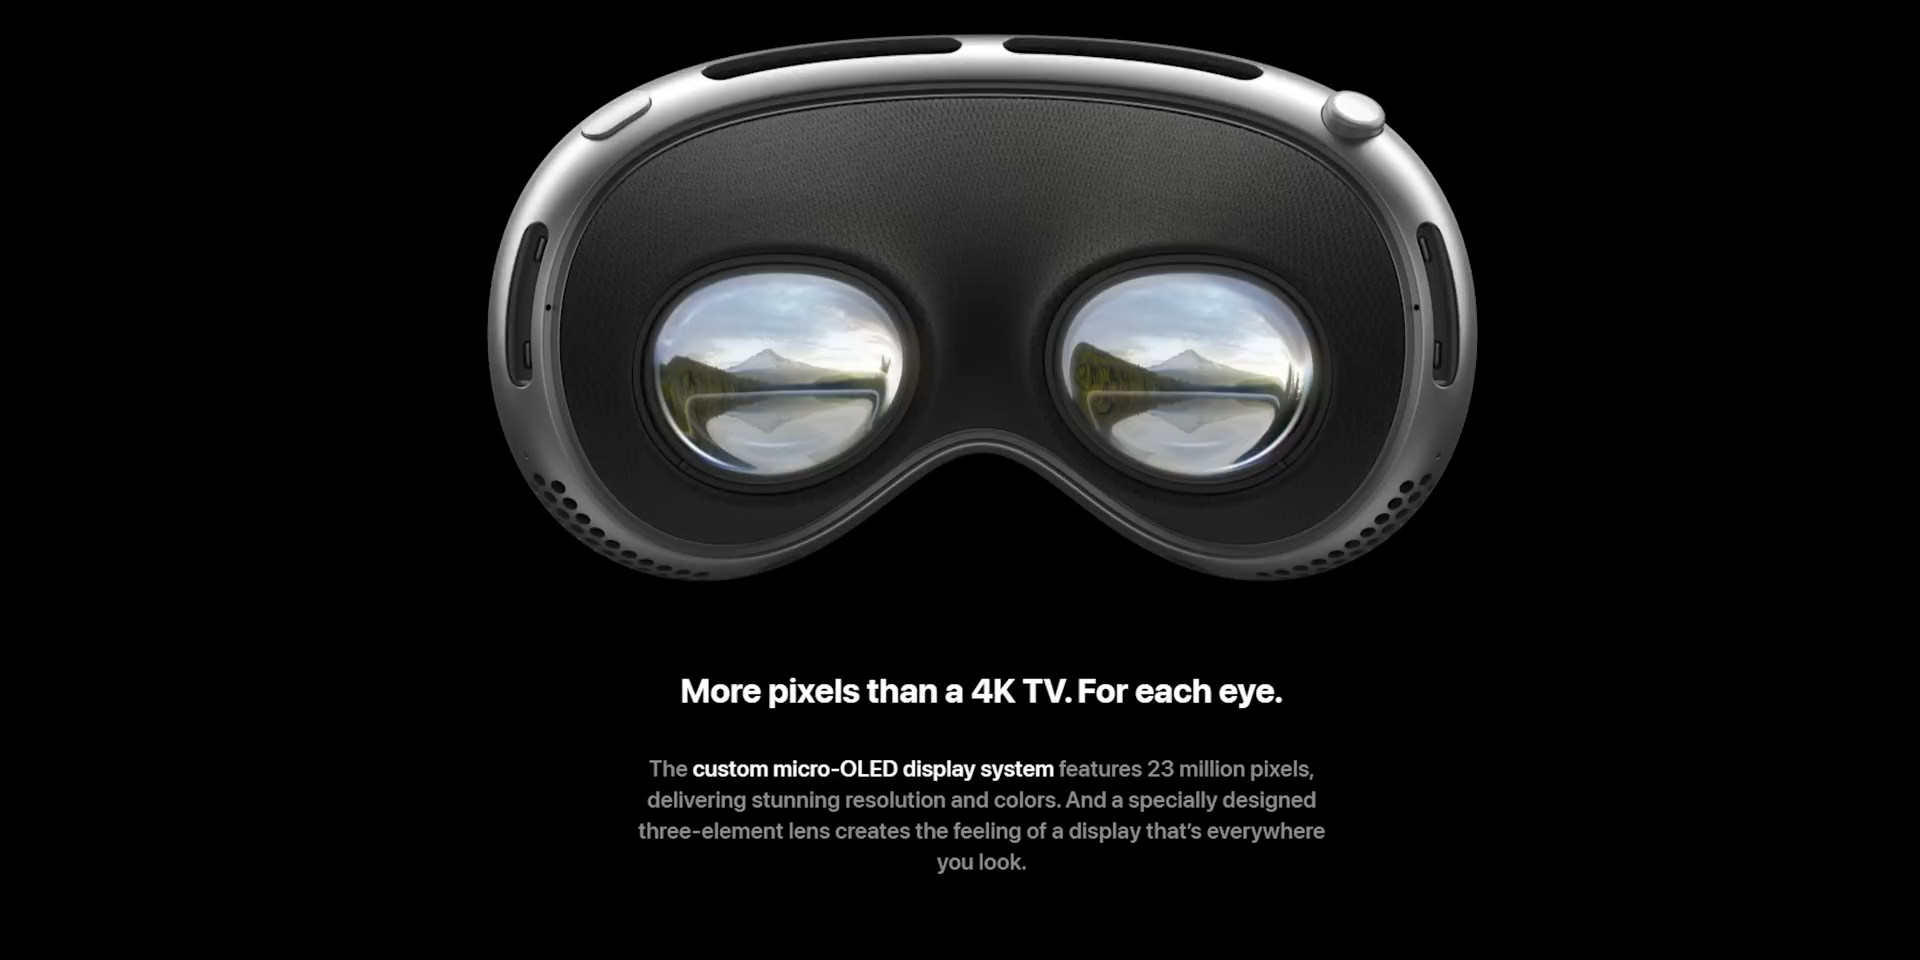 More pixels than a 4K TV. For each eye.
The custom micro-OLED display system features 23 million pixels,
delivering stunning resolution and colors. And a specially designed
three-element lens creates the feeling of a display that’s everywhere
you look.